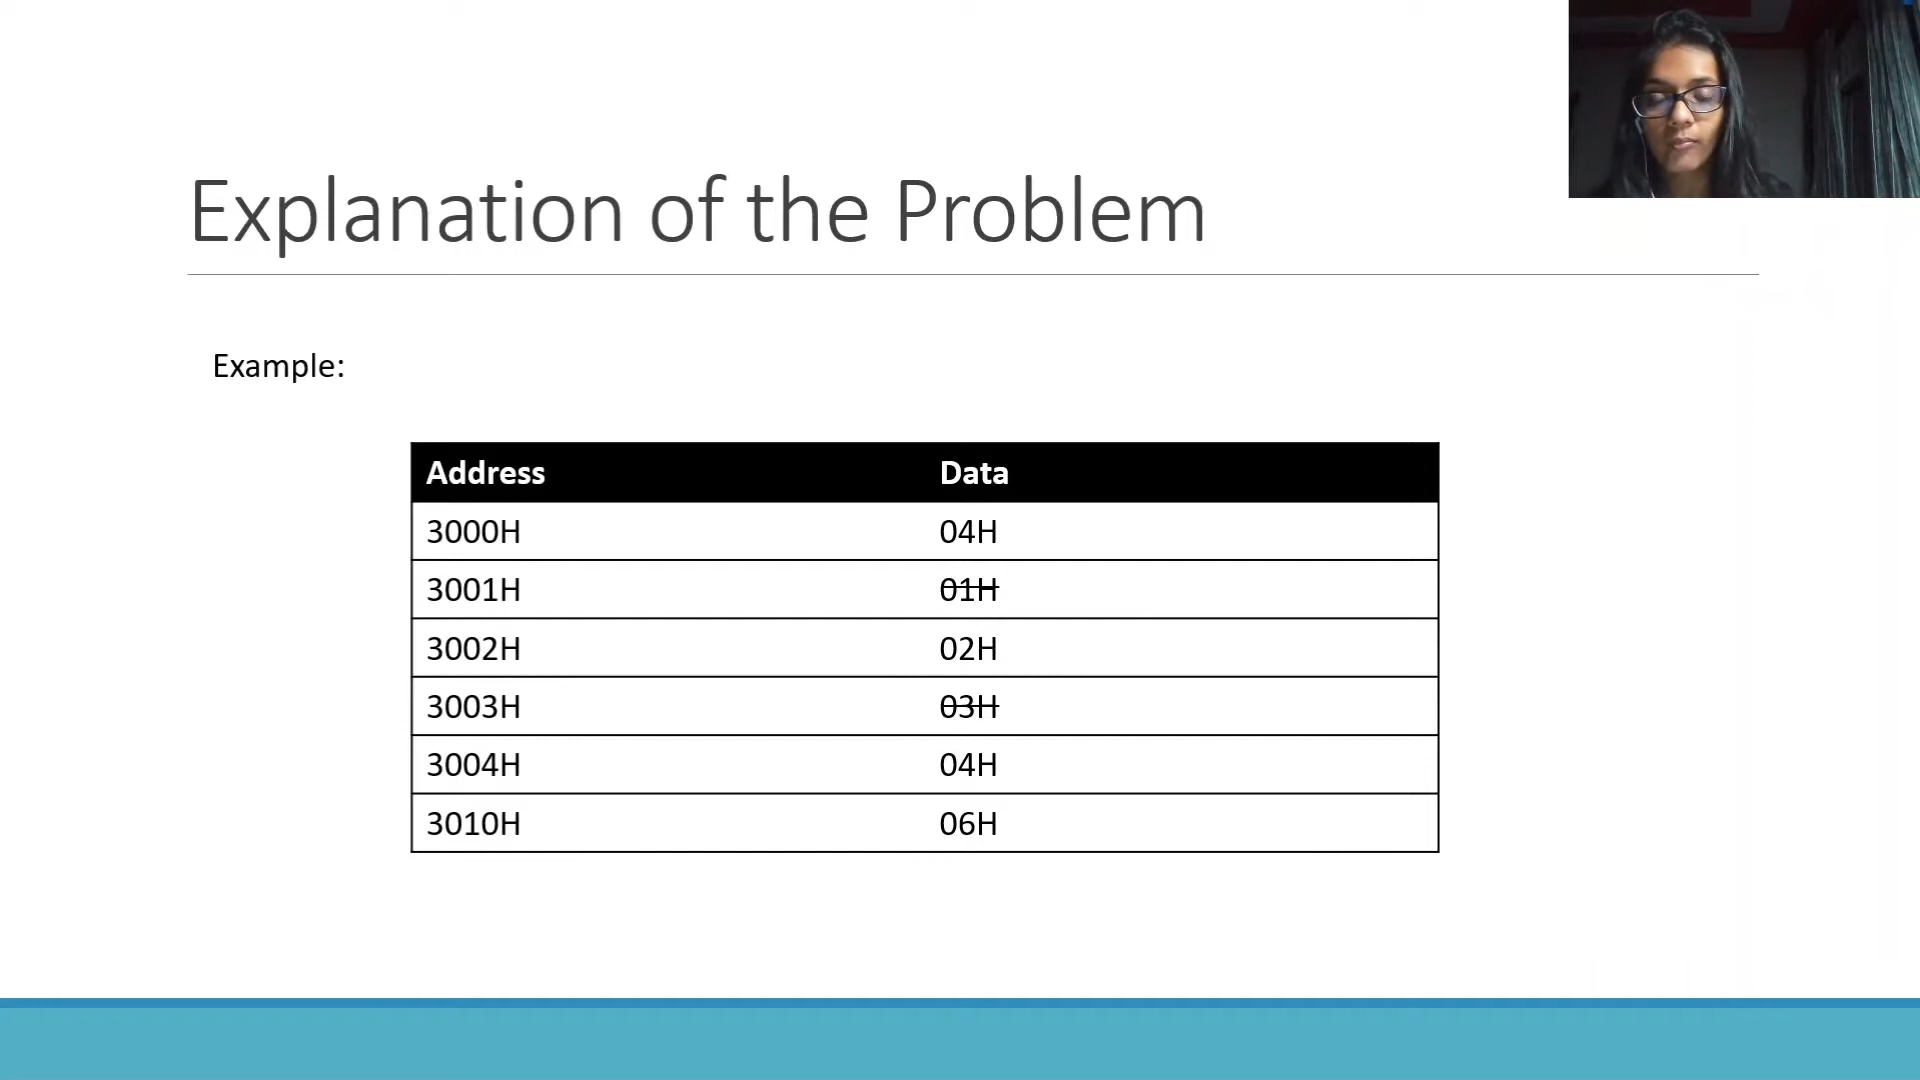 Explanation of the Problem
Example:
Address Data
3000H 04H
3001H 01H
3002H 02H
3003H 03H
3004H 04H
3010H 06H